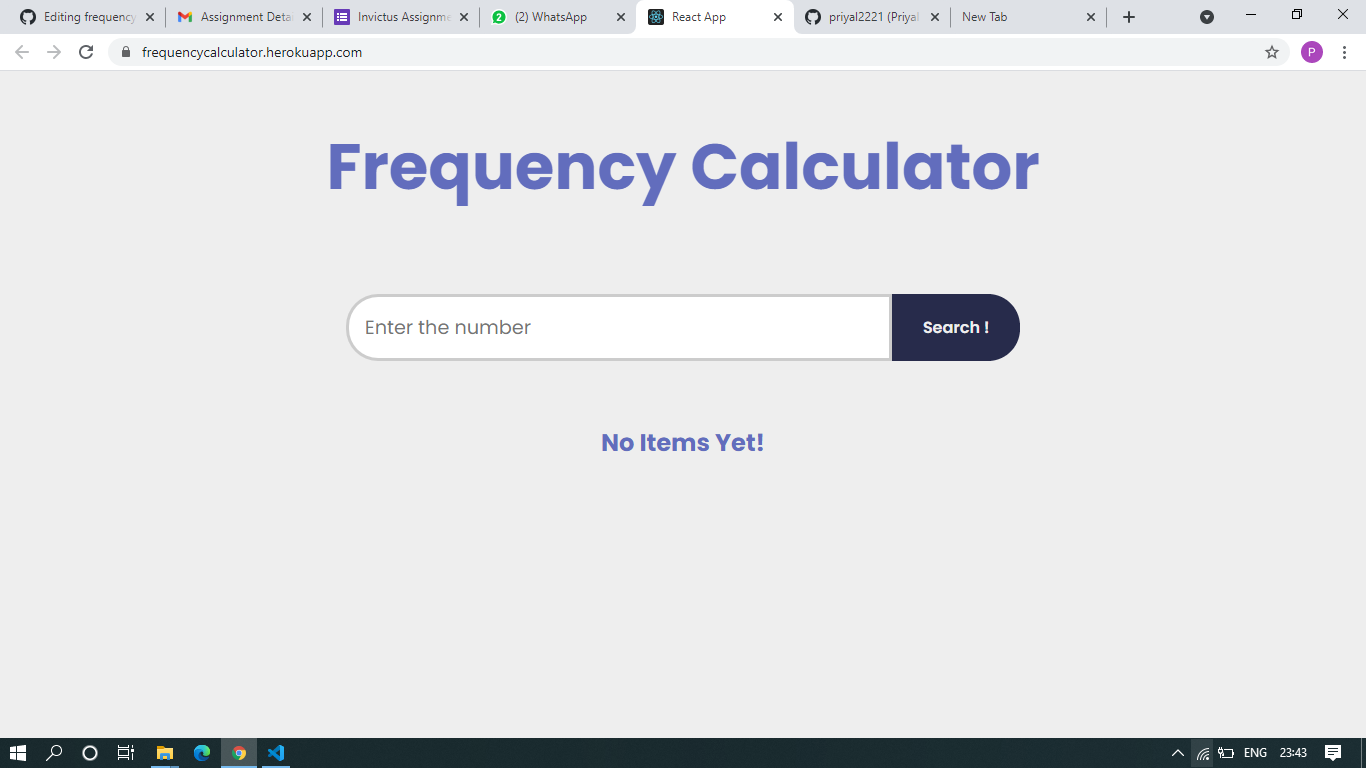 Editing frequency
Assignment Deta
Invictus Assignme
2
(2) WhatsApp
React App
priyal2221 (Priyal
New Tab
frequencycalculator.herokuapp.com
P
Frequency Calculator
Enter the number
Search !
No Items Yet!
ENG
23:43